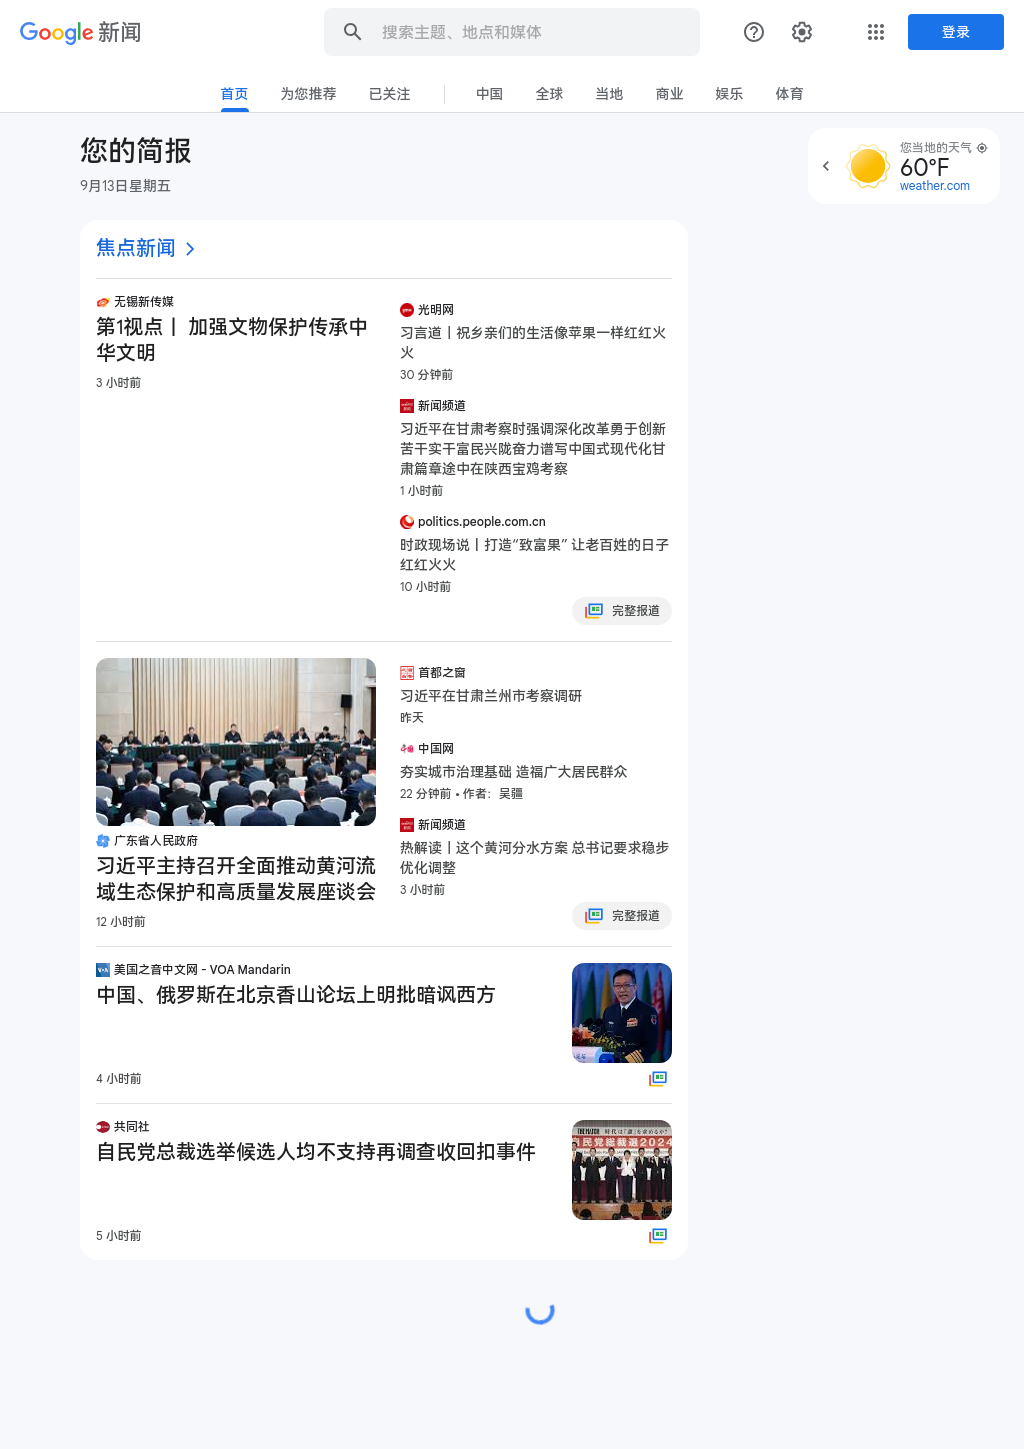 Google 新闻
搜索主题、地点和媒体
登录
首页
为您推荐
已关注
中国
全球
当地
商业
娱乐
体育
您的简报
9月13日星期五
您当地的天气
60°F
weather.com
焦点新闻
无锡新传媒
第1视点丨 加强文物保护传承中
华文明
3 小时前
光明网
习言道丨祝乡亲们的生活像苹果一样红红火
火
30 分钟前
新闻频道
习近平在甘肃考察时强调深化改革勇于创新
苦干实干富民兴陇奋力谱写中国式现代化甘
肃篇章途中在陕西宝鸡考察
1 小时前
politics.people.com.cn
时政现场说丨打造“致富果” 让老百姓的日子
红红火火
10 小时前
完整报道
广东省人民政府
习近平主持召开全面推动黄河流
域生态保护和高质量发展座谈会
12 小时前
首都之窗
习近平在甘肃兰州市考察调研
昨天
中国网
夯实城市治理基础 造福广大居民群众
22 分钟前 • 作者：吴疆
新闻频道
热解读丨这个黄河分水方案 总书记要求稳步
优化调整
3 小时前
完整报道
VOA
美国之音中文网 - VOA Mandarin
中国、俄罗斯在北京香山论坛上明批暗讽西方
4 小时前
共同社
自民党总裁选举候选人均不支持再调查收回扣事件
5 小时前
自民党総裁選2024